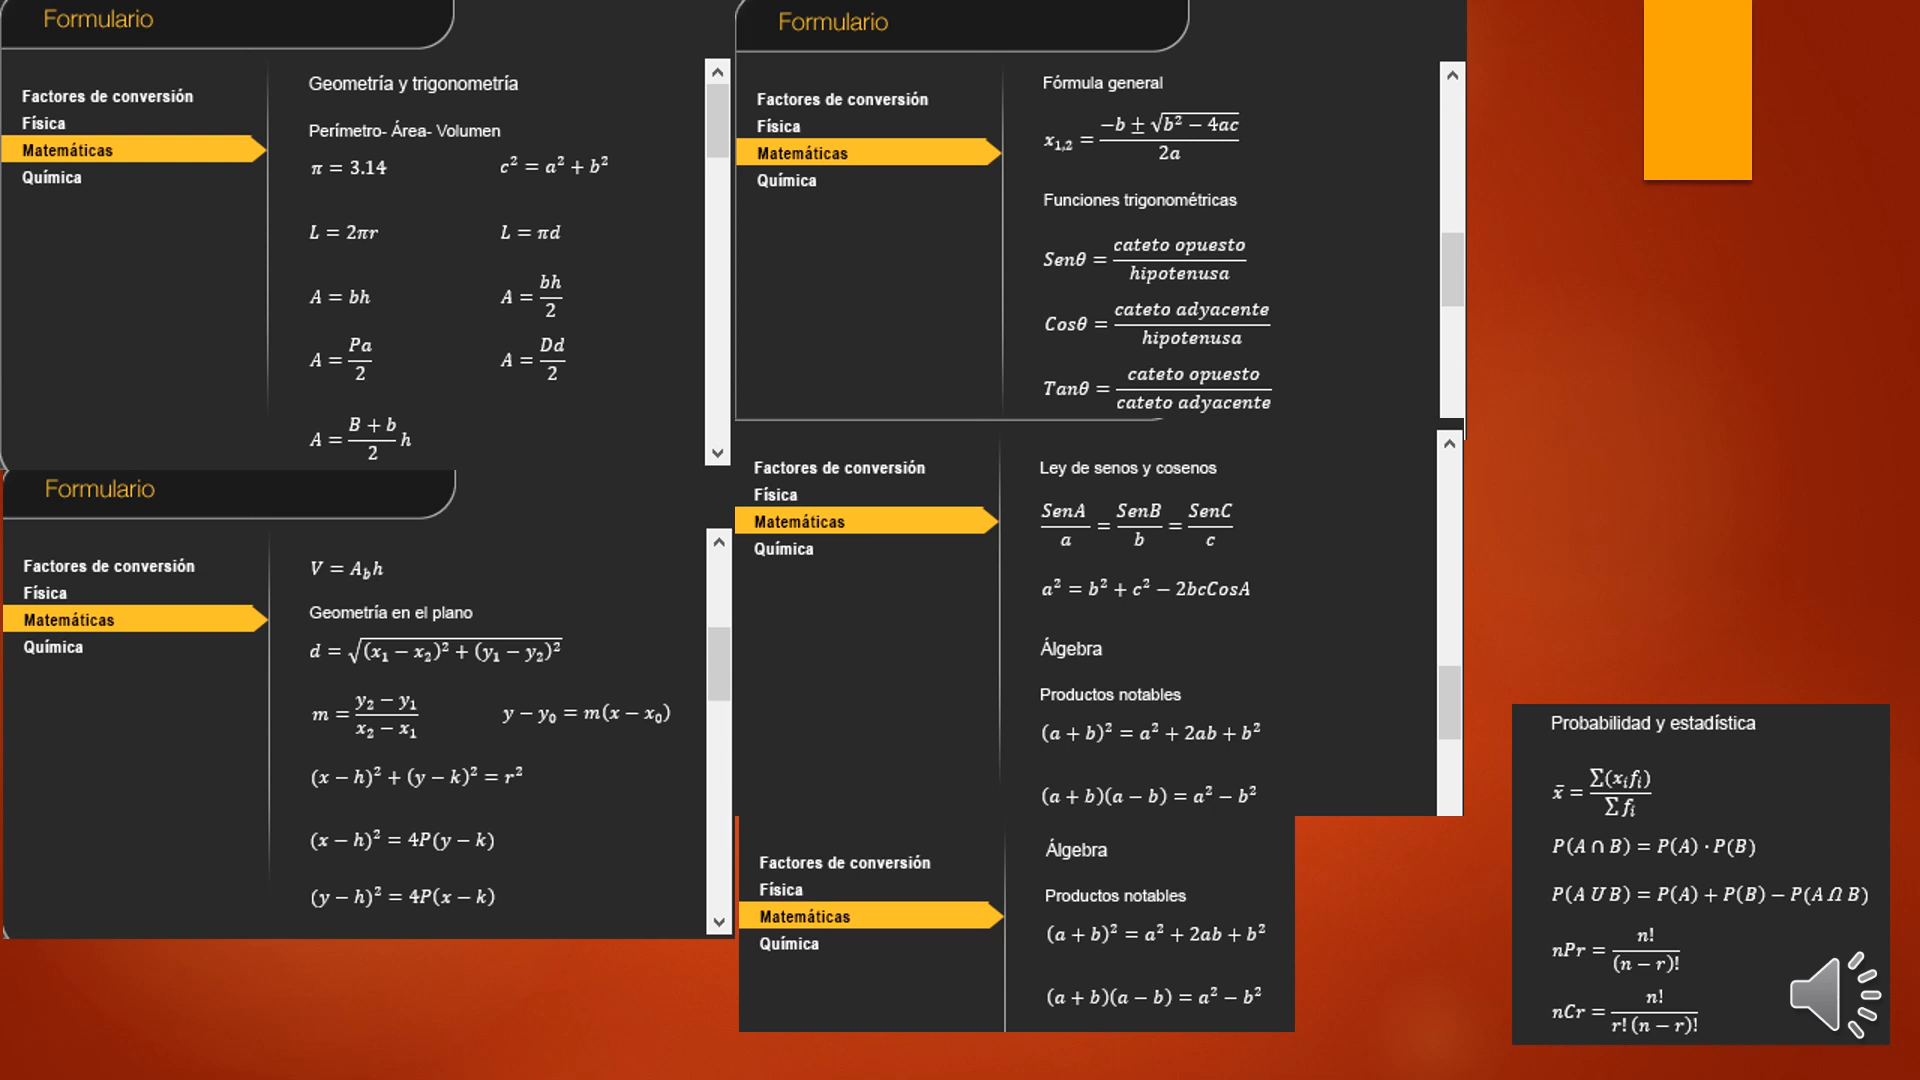 Formulario
Factores de conversión
Física
Matemáticas
Química
Geometría y trigonometría
Perímetro- Área- Volumen
π = 3.14
c² = a² + b²
L = 2πr
L = πd
A = bh
A = bh/2
A = Pa/2
A = Dd/2
A = (B + b)/2 h
Formulario
Factores de conversión
Física
Matemáticas
Química
V = A_b h
Geometría en el plano
d = √((x₁ − x₂)² + (y₁ − y₂)²)
m = (y₂ − y₁)/(x₂ − x₁)
y − y₀ = m(x − x₀)
(x − h)² + (y − k)² = r²
(x − h)² = 4P(y − k)
(y − h)² = 4P(x − k)
Formulario
Factores de conversión
Física
Matemáticas
Química
Fórmula general
x₁,₂ = (−b ± √(b² − 4ac))/2a
Funciones trigonométricas
Senθ = cateto opuesto/hipotenusa
Cosθ = cateto adyacente/hipotenusa
Tanθ = cateto opuesto/cateto adyacente
Factores de conversión
Física
Matemáticas
Química
Ley de senos y cosenos
SenA/a = SenB/b = SenC/c
a² = b² + c² − 2bcCosA
Álgebra
Productos notables
(a + b)² = a² + 2ab + b²
(a + b)(a − b) = a² − b²
Factores de conversión
Física
Matemáticas
Química
Álgebra
Productos notables
(a + b)² = a² + 2ab + b²
(a + b)(a − b) = a² − b²
Probabilidad y estadística
x̄ = Σ(xᵢfᵢ)/Σfᵢ
P(A ∩ B) = P(A) · P(B)
P(A U B) = P(A) + P(B) − P(A Ω B)
nPr = n!/(n − r)!
nCr = n!/r! (n − r)!